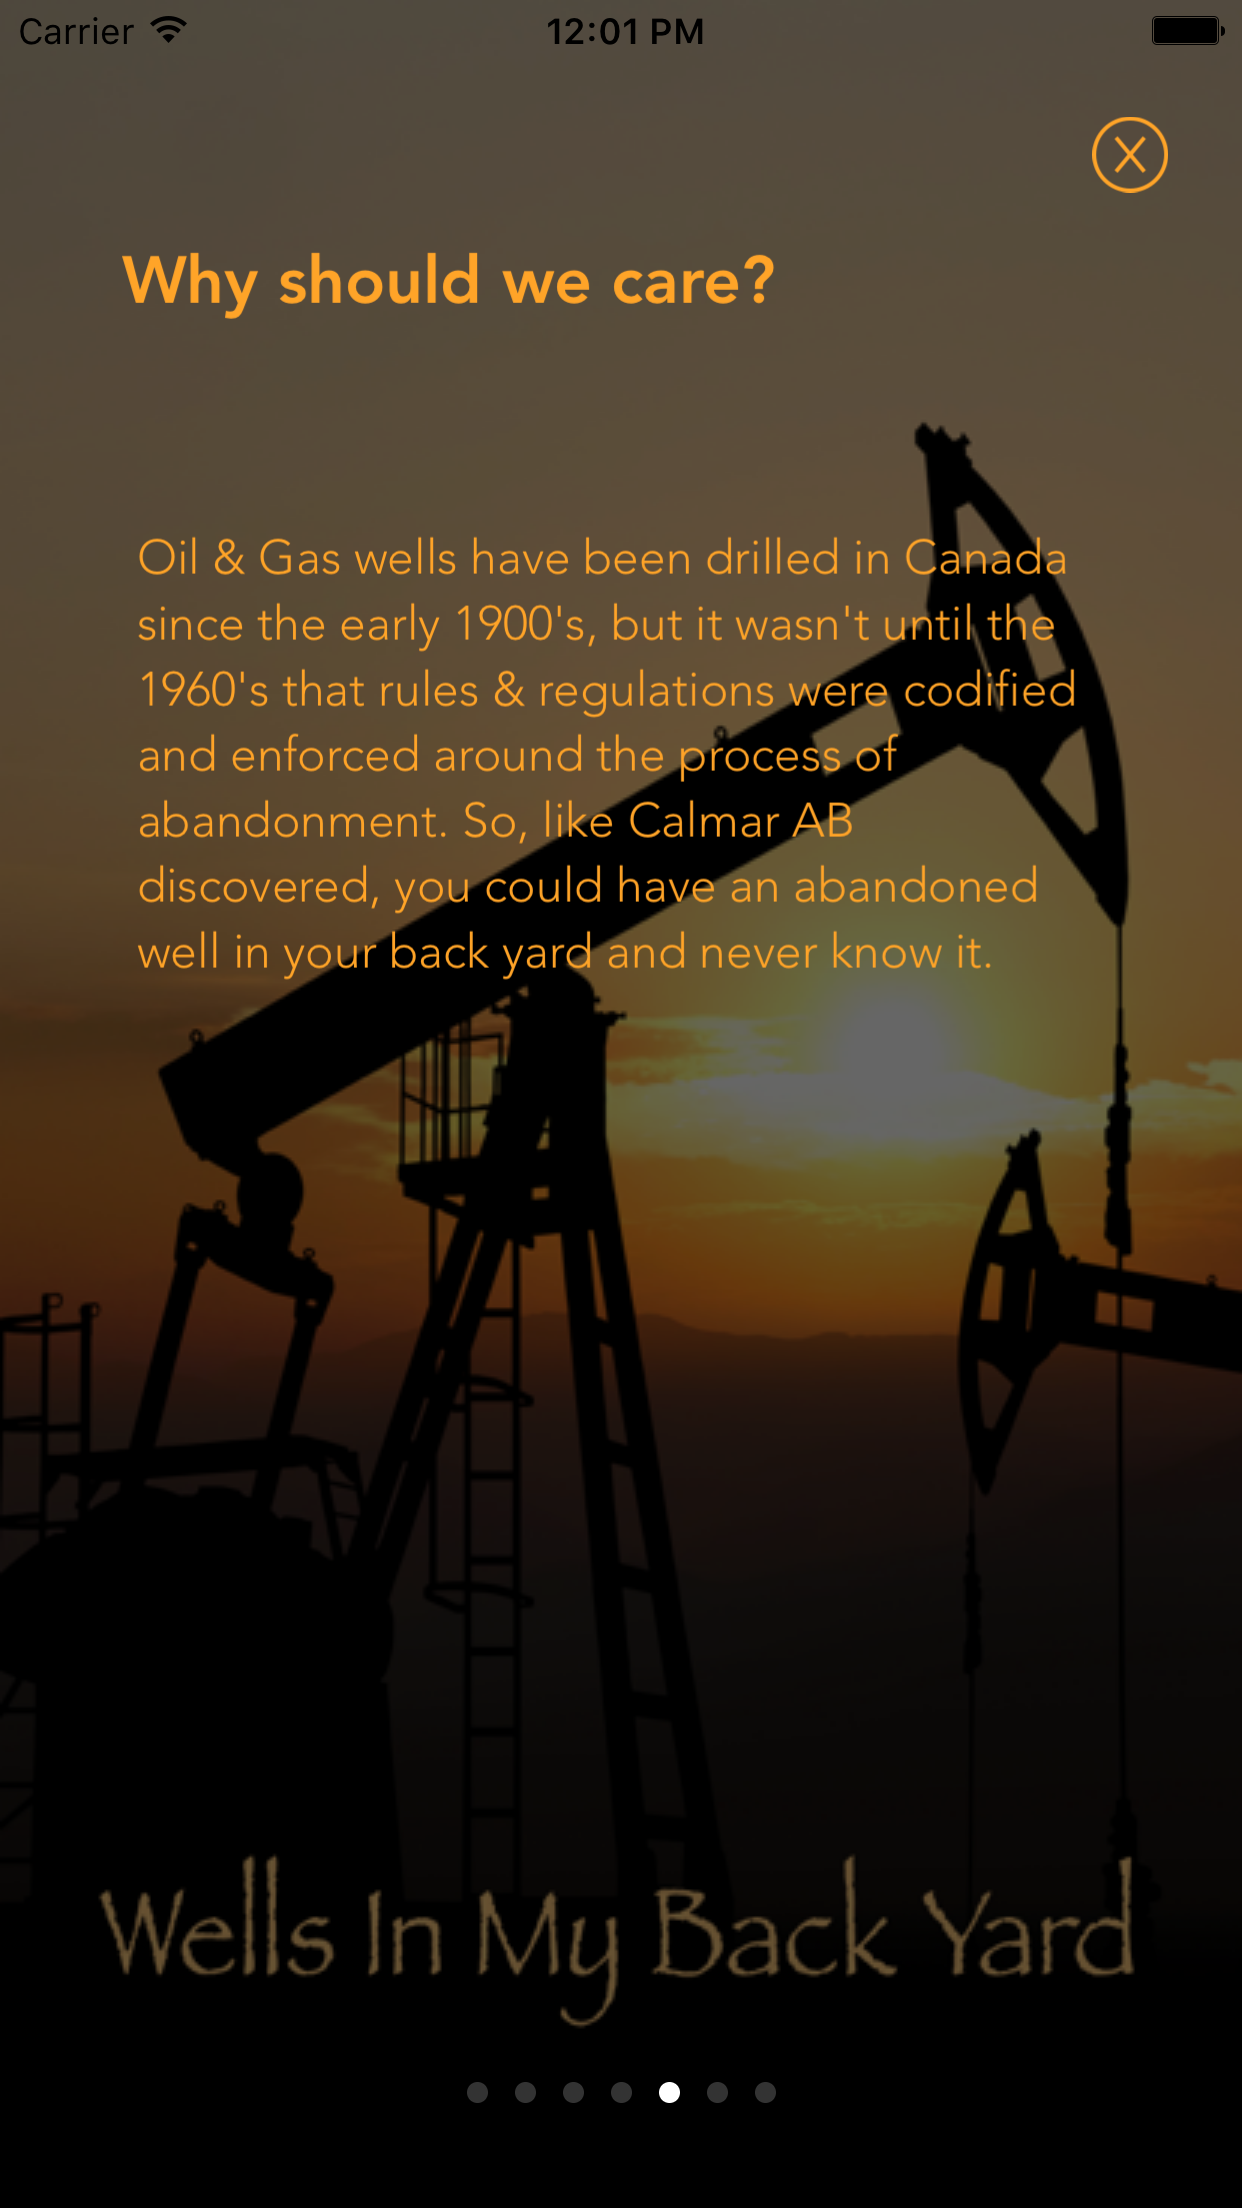 Carrier 12:01 PM
X
Why should we care?
Oil & Gas wells have been drilled in Canada
since the early 1900's, but it wasn't until the
1960's that rules & regulations were codified
and enforced around the process of
abandonment. So, like Calmar AB
discovered, you could have an abandoned
well in your back yard and never know it.
Wells In My Back Yard